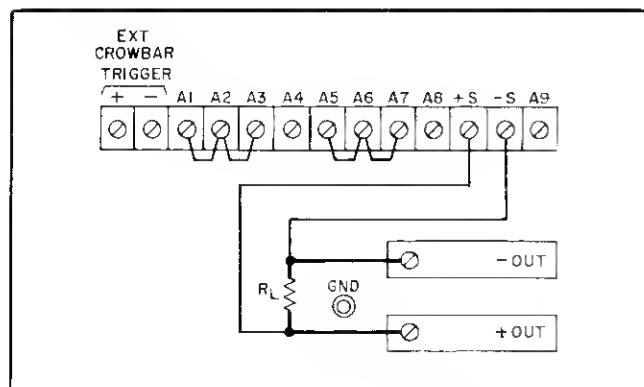 EXT
CROWBAR
TRIGGER
+ − A1 A2 A3 A4 A5 A6 A7 A8 +S −S A9
−OUT
RL GND
+OUT